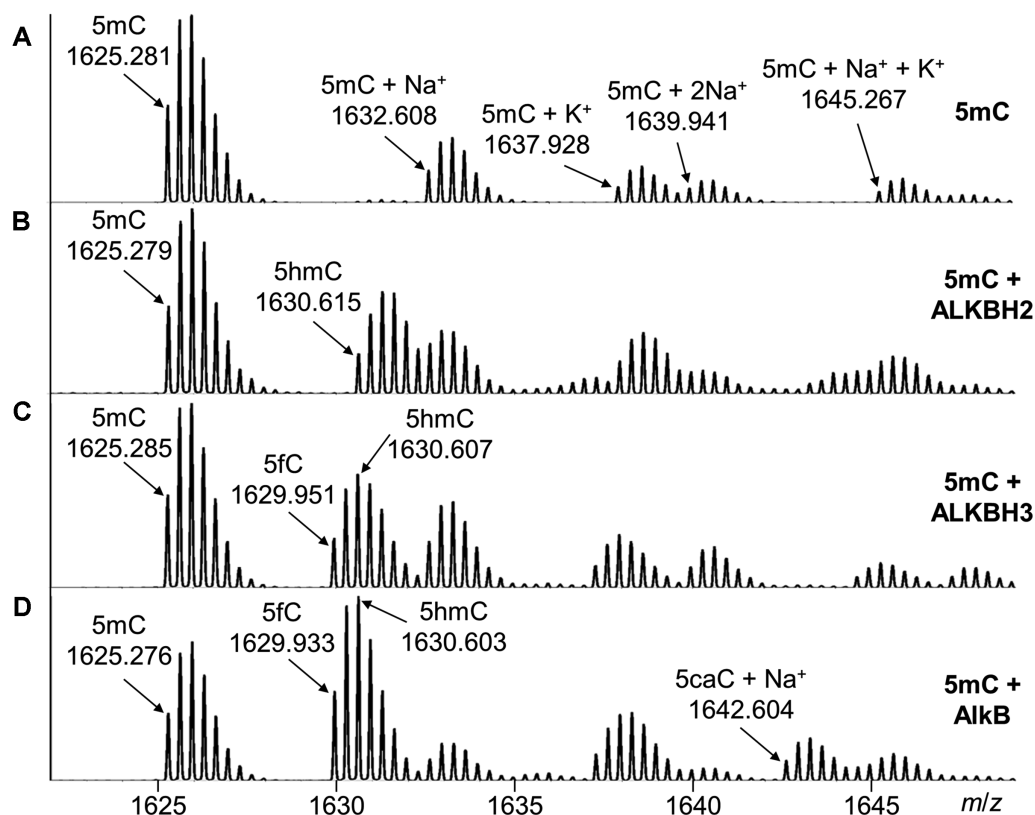 A
5mC
1625.281
5mC + Na⁺
1632.608
5mC + K⁺
1637.928
5mC + 2Na⁺
1639.941
5mC + Na⁺ + K⁺
1645.267
5mC
B
5mC
1625.279
5hmC
1630.615
5mC +
ALKBH2
C
5mC
1625.285
5fC
1629.951
5hmC
1630.607
5mC +
ALKBH3
D
5mC
1625.276
5fC
1629.933
5hmC
1630.603
5caC + Na⁺
1642.604
5mC +
AlkB
1625 1630 1635 1640 1645 m/z